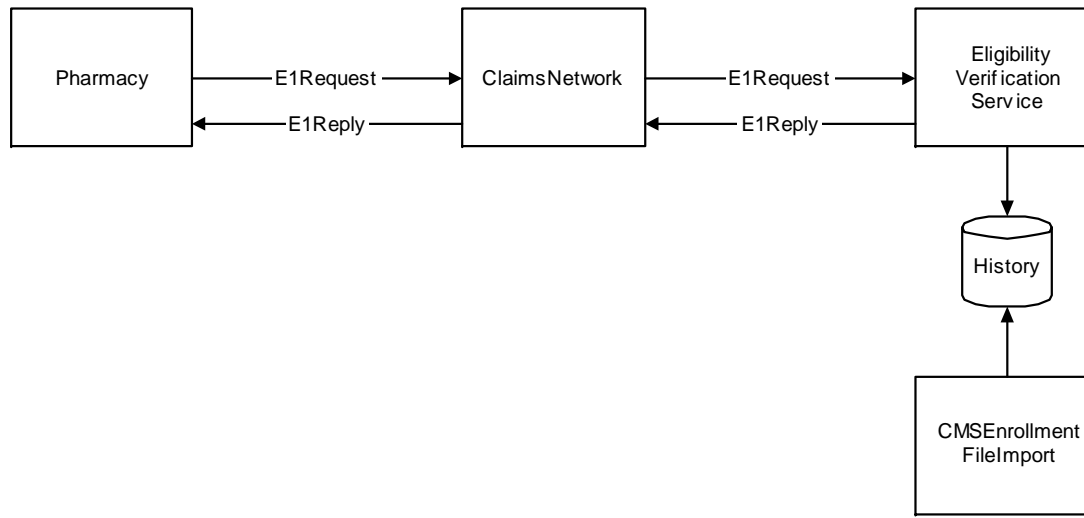 Pharmacy
E1Request
ClaimsNetwork
E1Request
Eligibility
Verification
Service
E1Reply
E1Reply
History
CMSEnrollment
FileImport